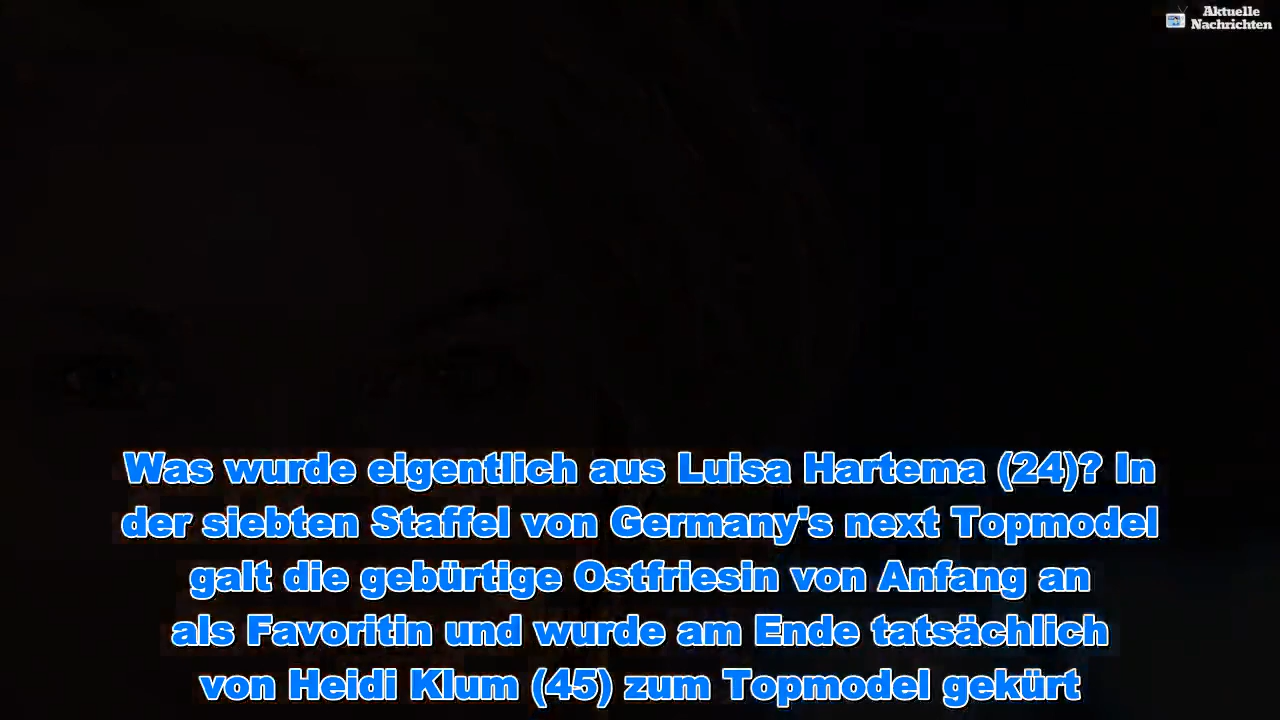 Aktuelle
Nachrichten
Was wurde eigentlich aus Luisa Hartema (24)? In
der siebten Staffel von Germany's next Topmodel
galt die gebürtige Ostfriesin von Anfang an
als Favoritin und wurde am Ende tatsächlich
von Heidi Klum (45) zum Topmodel gekürt